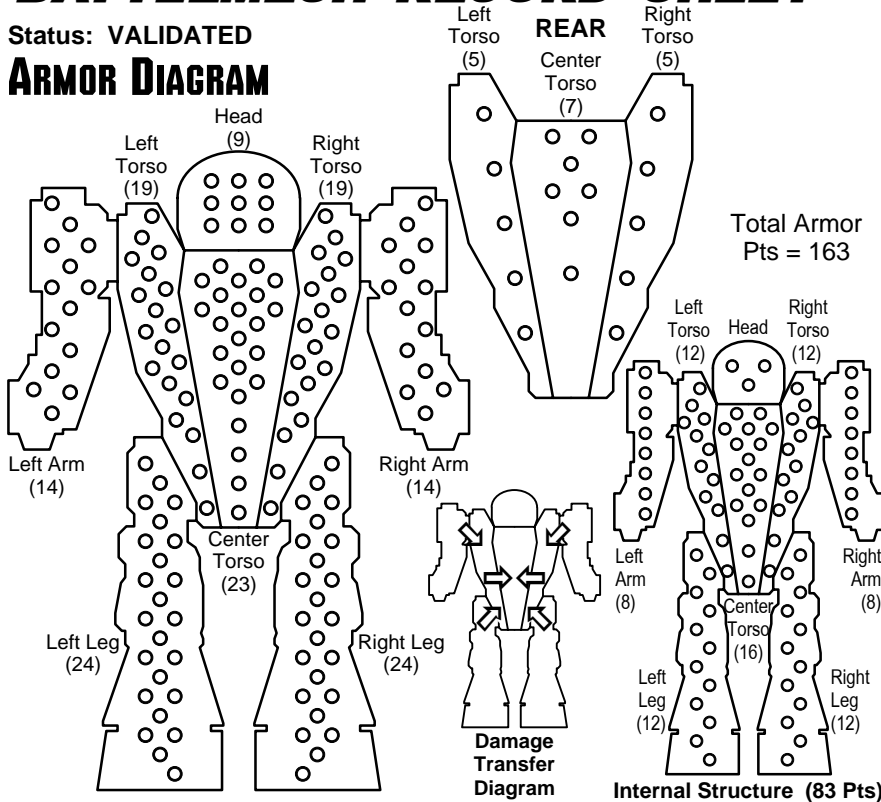 BATTLEMECH RECORD SHEET
Status: VALIDATED
ARMOR DIAGRAM
Head
(9)
Left
Torso
(19)
Right
Torso
(19)
Left Arm
(14)
Right Arm
(14)
Center
Torso
(23)
Left Leg
(24)
Right Leg
(24)
Left
Torso
(5)
REAR
Center
Torso
(7)
Right
Torso
(5)
Total Armor
Pts = 163
Left
Torso
(12)
Head
Right
Torso
(12)
Left
Arm
(8)
Right
Arm
(8)
Center
Torso
(16)
Left
Leg
(12)
Right
Leg
(12)
Damage
Transfer
Diagram
Internal Structure (83 Pts)